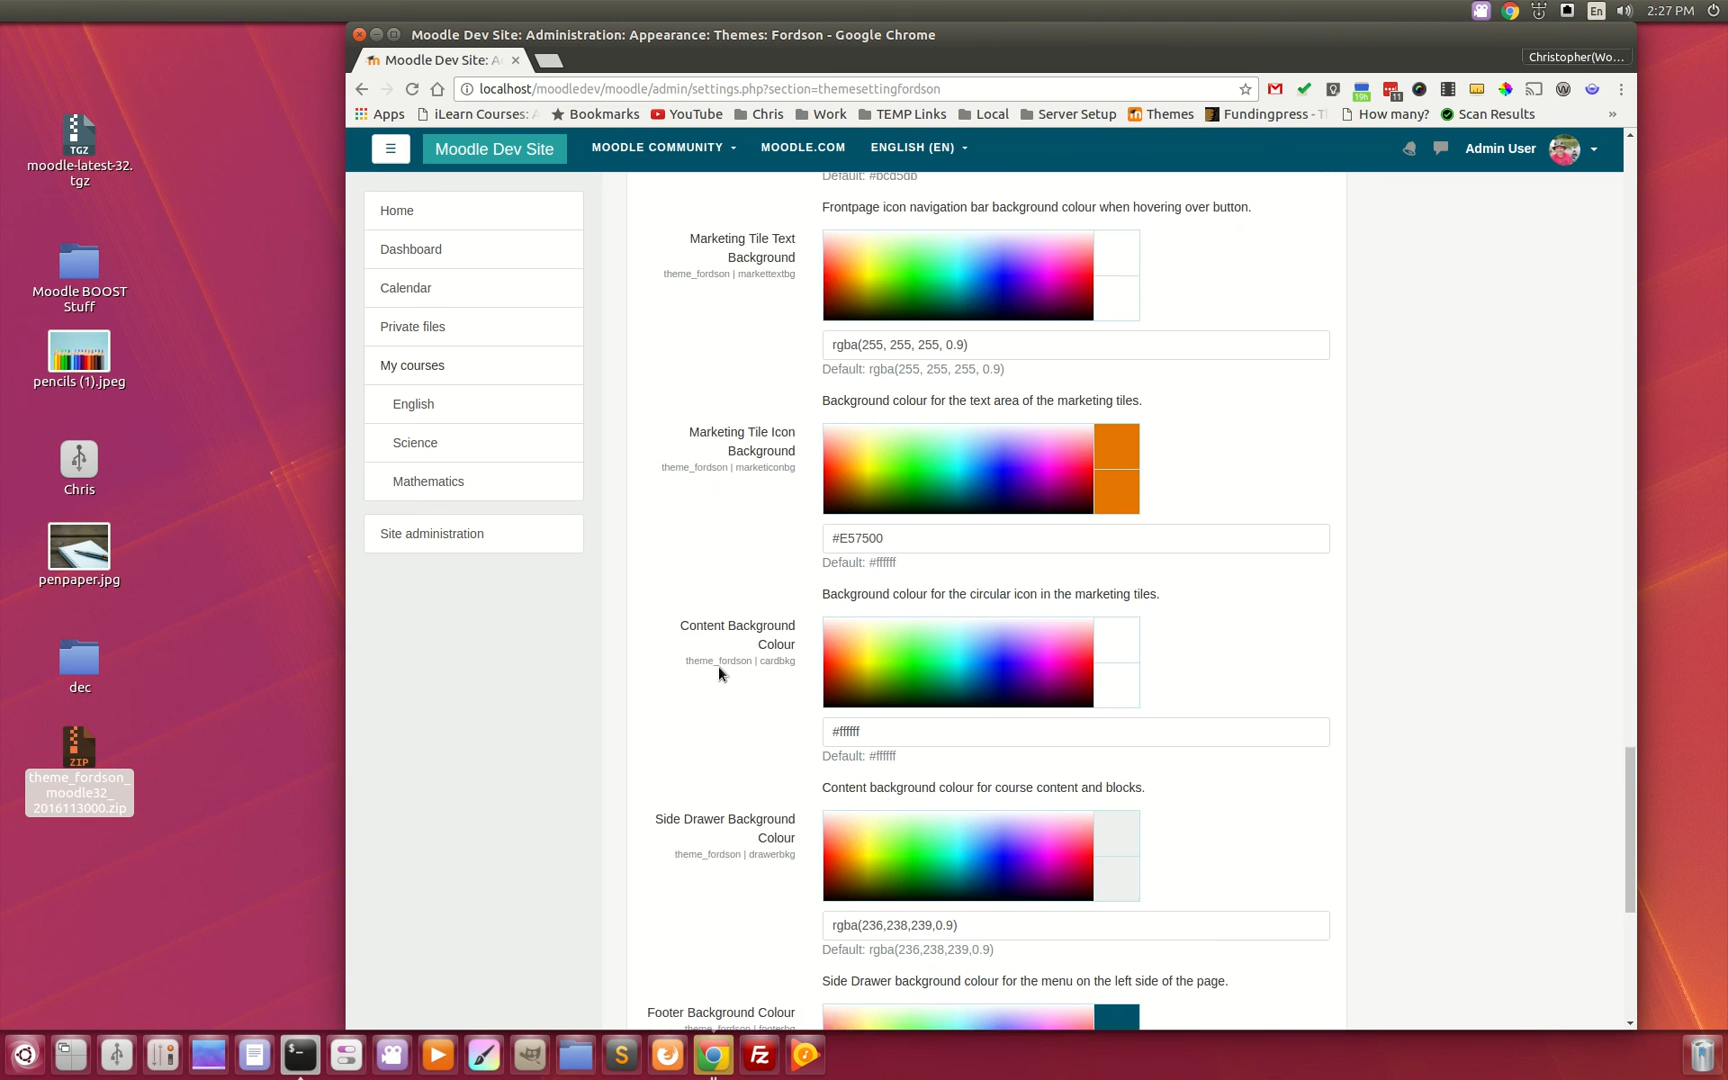 En
2:27 PM
Moodle Dev Site: Administration: Appearance: Themes: Fordson - Google Chrome
Moodle Dev Site: A
Christopher(Wo...
localhost/moodledev/moodle/admin/settings.php?section=themesettingfordson
19h
11
Apps
iLearn Courses: A
Bookmarks
YouTube
Chris
Work
TEMP Links
Local
Server Setup
Themes
Fundingpress - T
How many?
Scan Results
»
Moodle Dev Site
MOODLE COMMUNITY
MOODLE.COM
ENGLISH (EN)
Admin User
TGZ
moodle-latest-32.
tgz
Moodle BOOST
Stuff
pencils (1).jpeg
Chris
penpaper.jpg
dec
ZIP
theme_fordson_
moodle32_
2016113000.zip
Home
Dashboard
Calendar
Private files
My courses
English
Science
Mathematics
Site administration
Default: #bcd5db
Frontpage icon navigation bar background colour when hovering over button.
Marketing Tile Text
Background
theme_fordson | markettextbg
rgba(255, 255, 255, 0.9)
Default: rgba(255, 255, 255, 0.9)
Background colour for the text area of the marketing tiles.
Marketing Tile Icon
Background
theme_fordson | marketiconbg
#E57500
Default: #ffffff
Background colour for the circular icon in the marketing tiles.
Content Background
Colour
theme_fordson | cardbkg
#ffffff
Default: #ffffff
Content background colour for course content and blocks.
Side Drawer Background
Colour
theme_fordson | drawerbkg
rgba(236,238,239,0.9)
Default: rgba(236,238,239,0.9)
Side Drawer background colour for the menu on the left side of the page.
Footer Background Colour
theme_fordson | footerbg